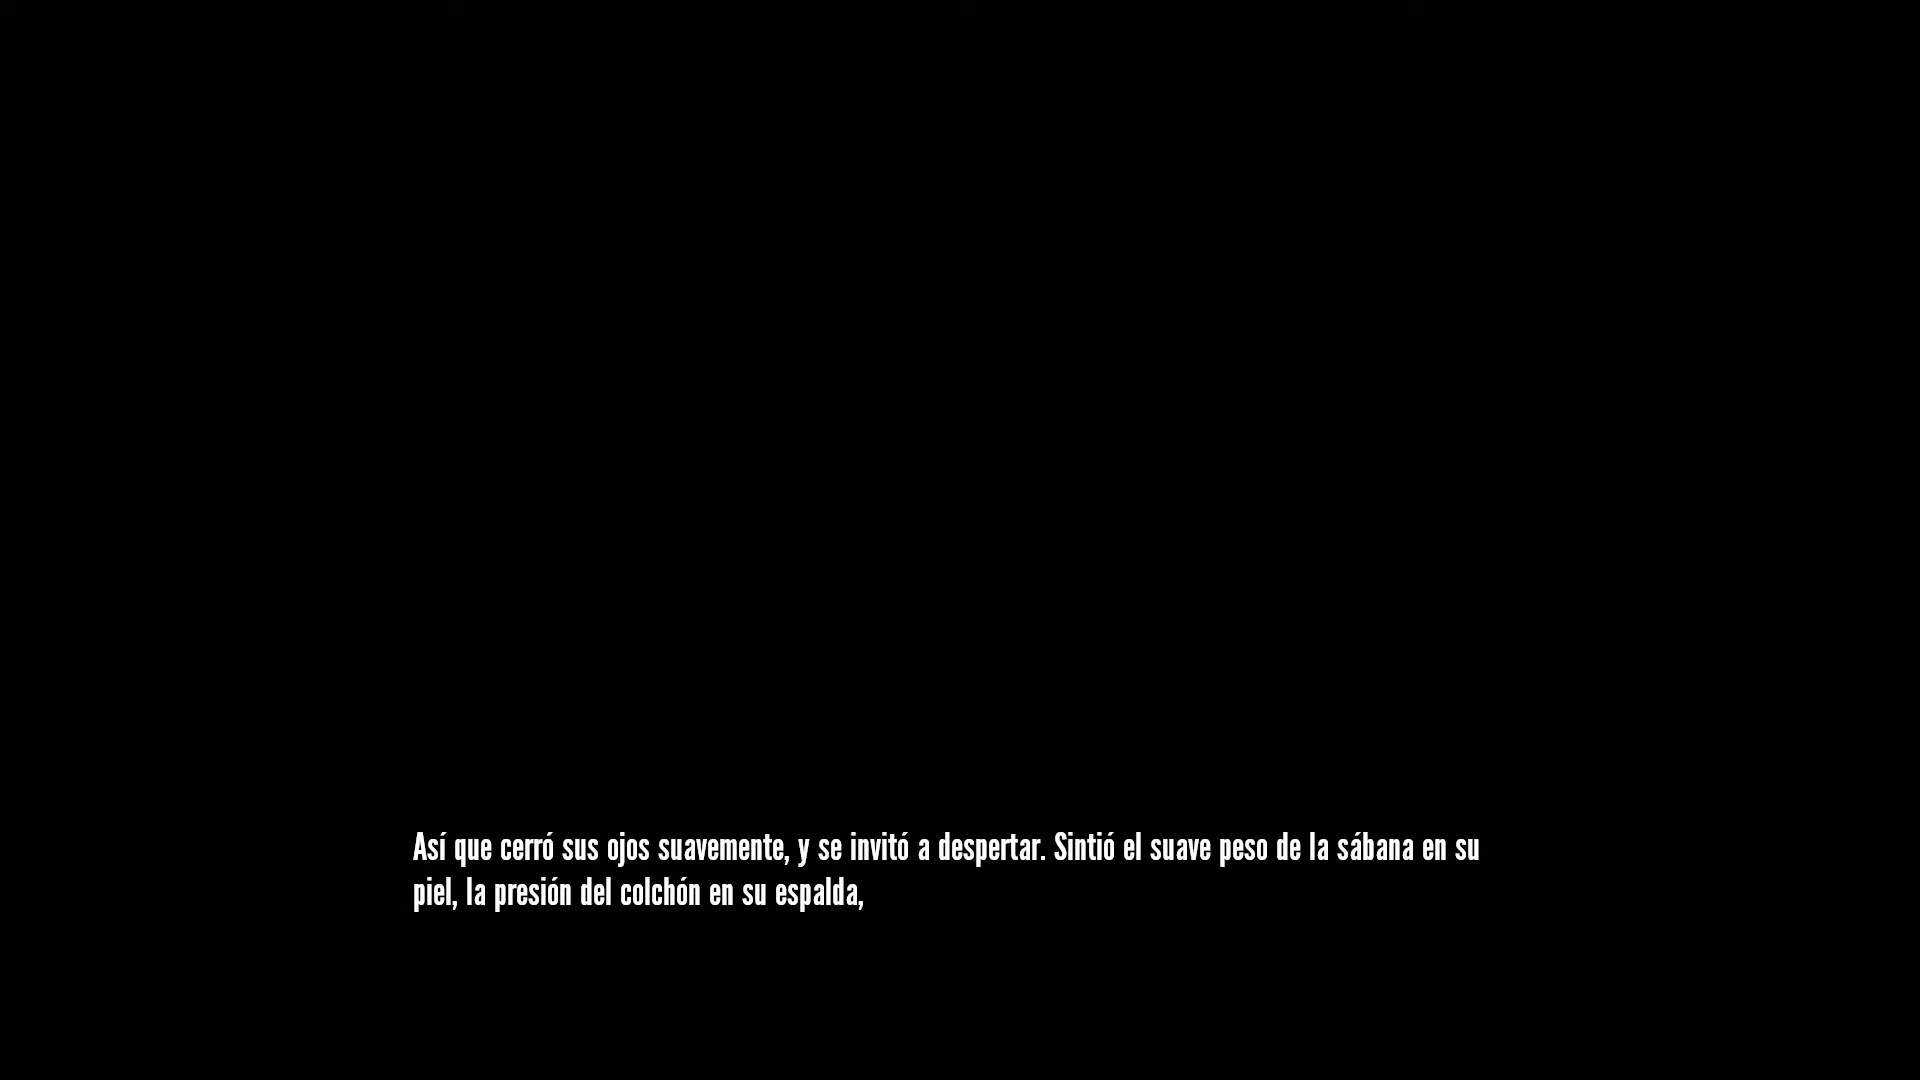 Así que cerró sus ojos suavemente, y se invitó a despertar. Sintió el suave peso de la sábana en su
piel, la presión del colchón en su espalda,